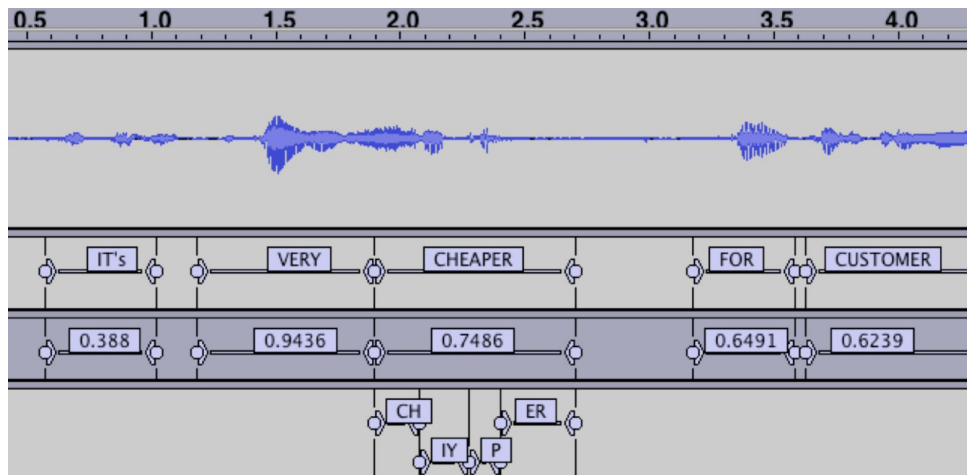 0.5 1.0 1.5 2.0 2.5 3.0 3.5 4.0
IT's VERY CHEAPER FOR CUSTOMER
0.388 0.9436 0.7486 0.6491 0.6239
CH ER
IY P